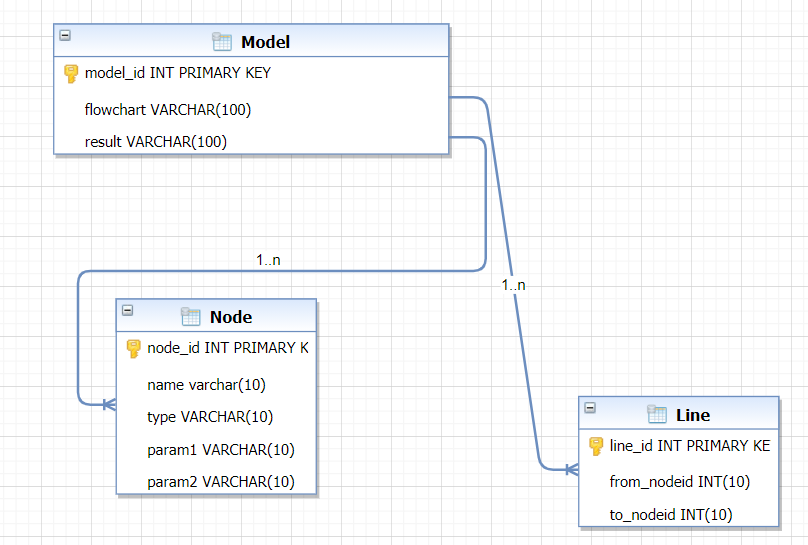 Model
model_id INT PRIMARY KEY
flowchart VARCHAR(100)
result VARCHAR(100)
1..n
1..n
Node
node_id INT PRIMARY K
name varchar(10)
type VARCHAR(10)
param1 VARCHAR(10)
param2 VARCHAR(10)
Line
line_id INT PRIMARY KE
from_nodeid INT(10)
to_nodeid INT(10)